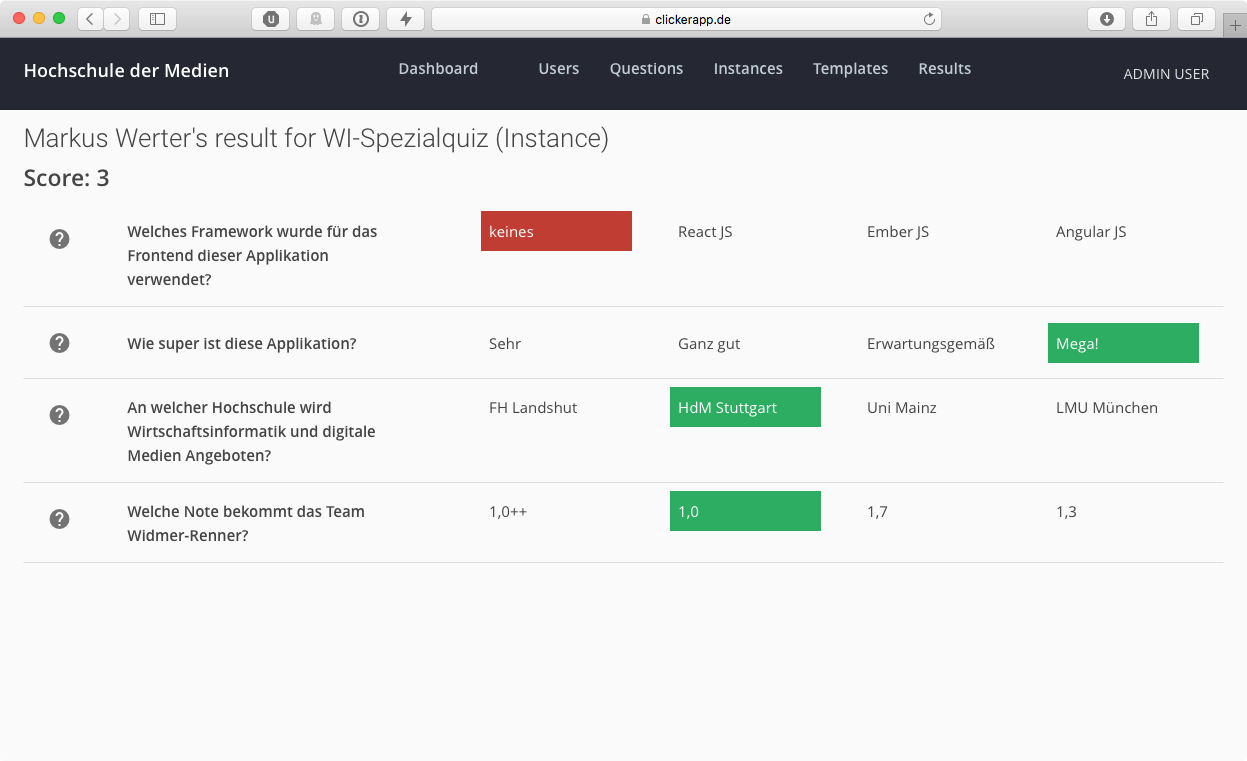 clickerapp.de
Hochschule der Medien
Dashboard Users Questions Instances Templates Results
ADMIN USER
Markus Werter's result for WI-Spezialquiz (Instance)
Score: 3
Welches Framework wurde für das
Frontend dieser Applikation
verwendet?
keines React JS Ember JS Angular JS
Wie super ist diese Applikation?
Sehr Ganz gut Erwartungsgemäß Mega!
An welcher Hochschule wird
Wirtschaftsinformatik und digitale
Medien Angeboten?
FH Landshut HdM Stuttgart Uni Mainz LMU München
Welche Note bekommt das Team
Widmer-Renner?
1,0++ 1,0 1,7 1,3